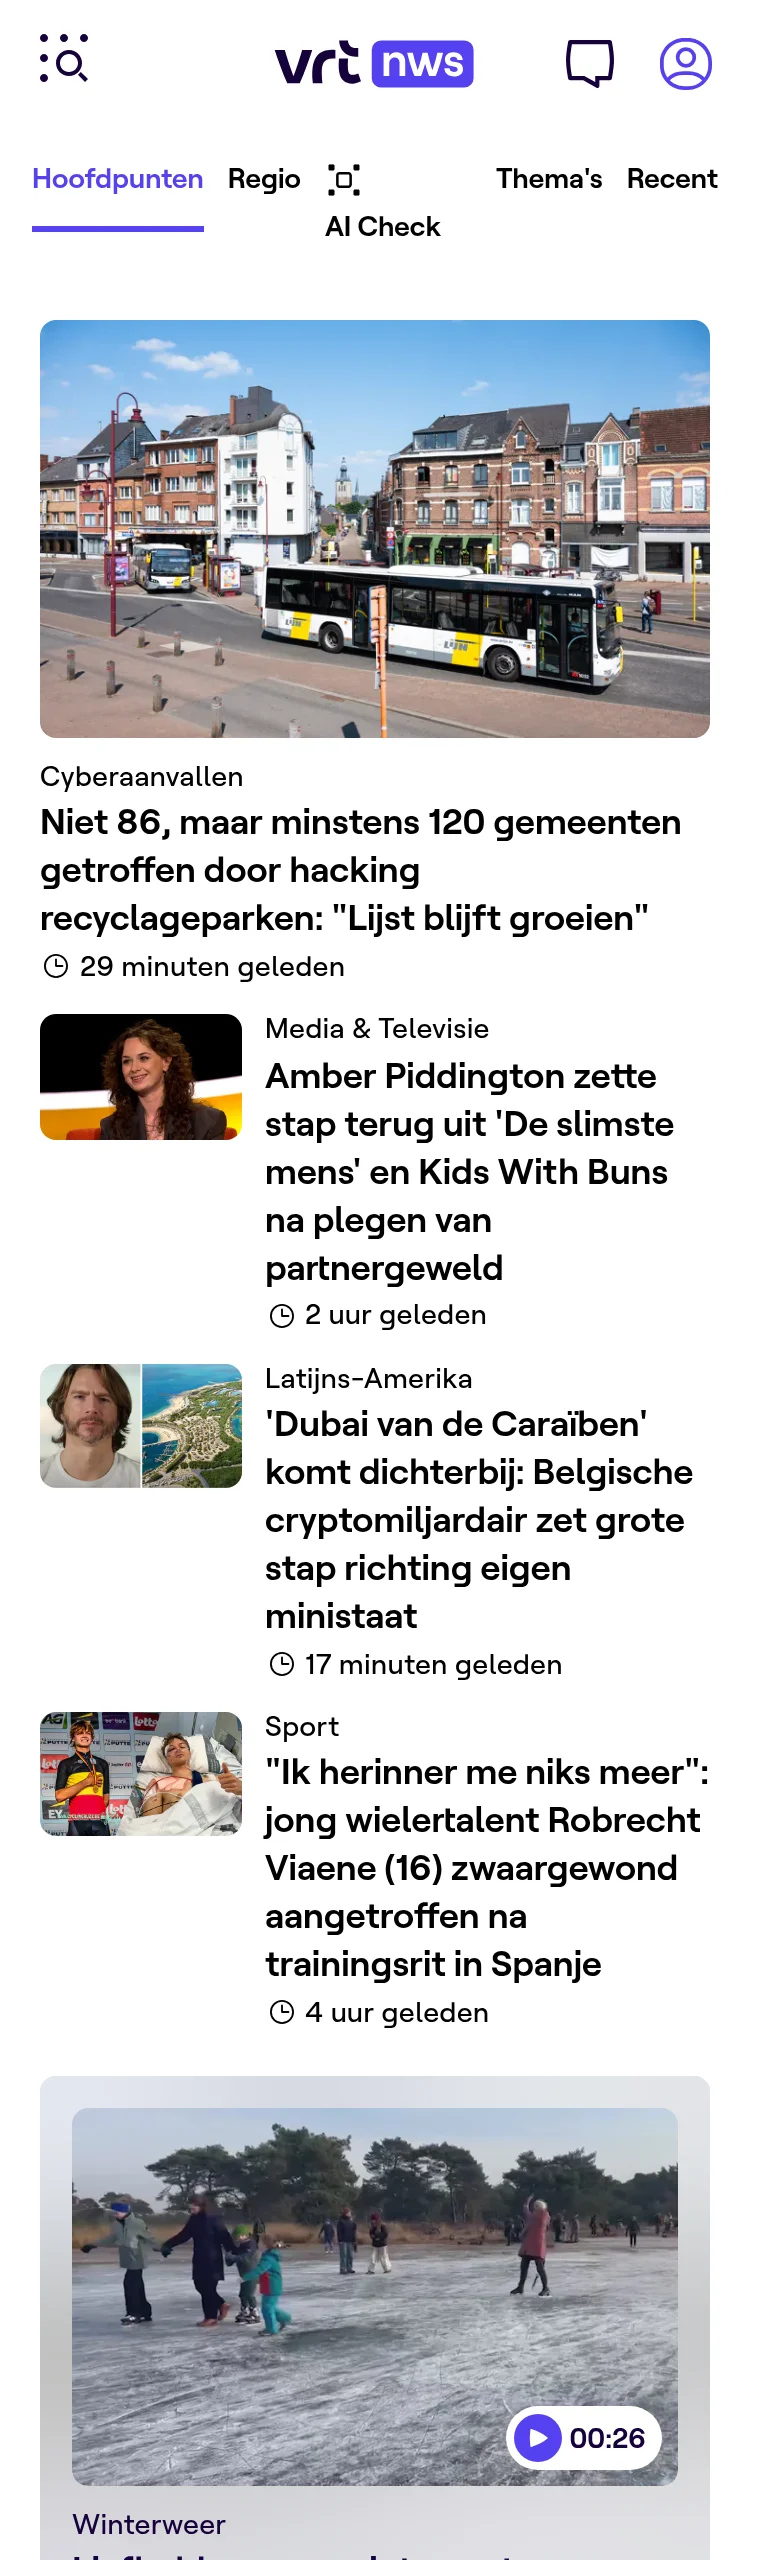 vrt nws
Hoofdpunten
Regio
AI Check
Thema's
Recent
Cyberaanvallen
Niet 86, maar minstens 120 gemeenten
getroffen door hacking
recyclageparken: "Lijst blijft groeien"
29 minuten geleden
Media & Televisie
Amber Piddington zette
stap terug uit 'De slimste
mens' en Kids With Buns
na plegen van
partnergeweld
2 uur geleden
Latijns-Amerika
'Dubai van de Caraïben'
komt dichterbij: Belgische
cryptomiljardair zet grote
stap richting eigen
ministaat
17 minuten geleden
Sport
"Ik herinner me niks meer":
jong wielertalent Robrecht
Viaene (16) zwaargewond
aangetroffen na
trainingsrit in Spanje
4 uur geleden
00:26
Winterweer